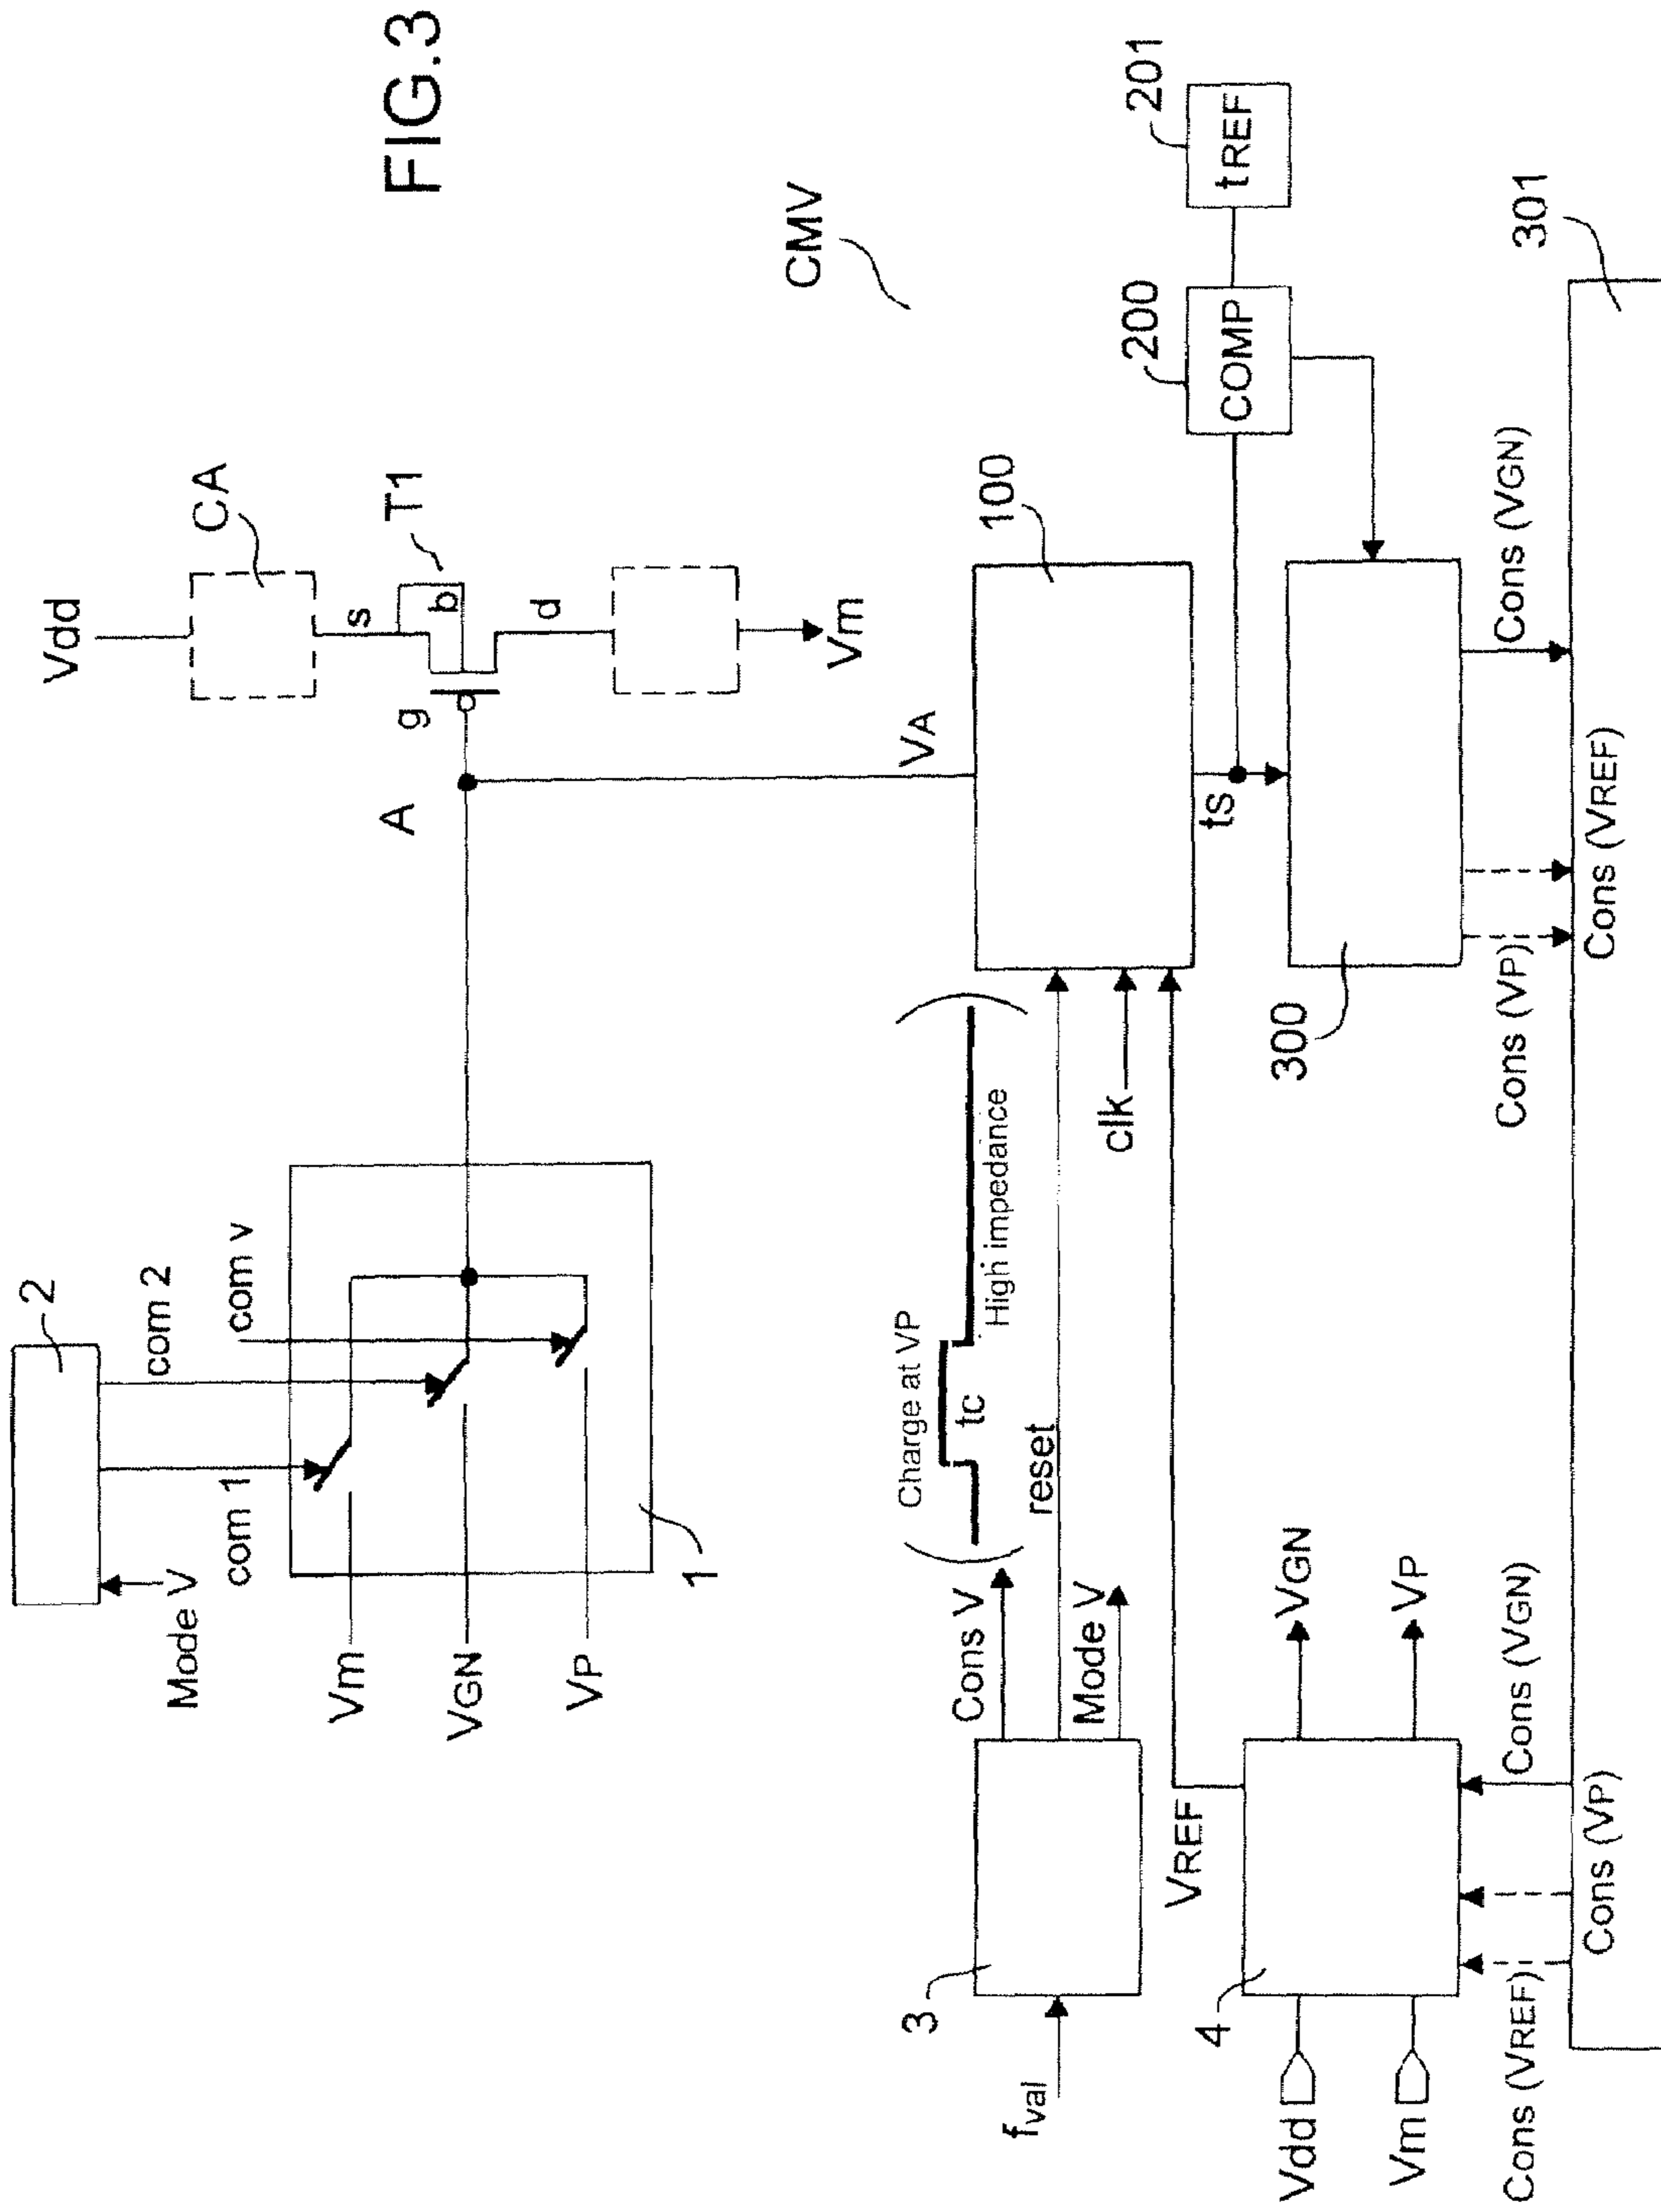 FIG.3
2
Mode V
com 1
com 2
com v
Vm
VGN
VP
1
A
Vdd
CA
s
T1
b
g
d
Vm
CMV
VA
100
Charge at VP
tc
High impedance
Cons V
reset
Mode V
clk
3
fval
VREF
ts
200
COMP
201
tREF
300
4
Vdd
Vm
VGN
VP
Cons (VREF)
Cons (VP)
Cons (VGN)
Cons (VP)
Cons (VREF)
Cons (VGN)
301